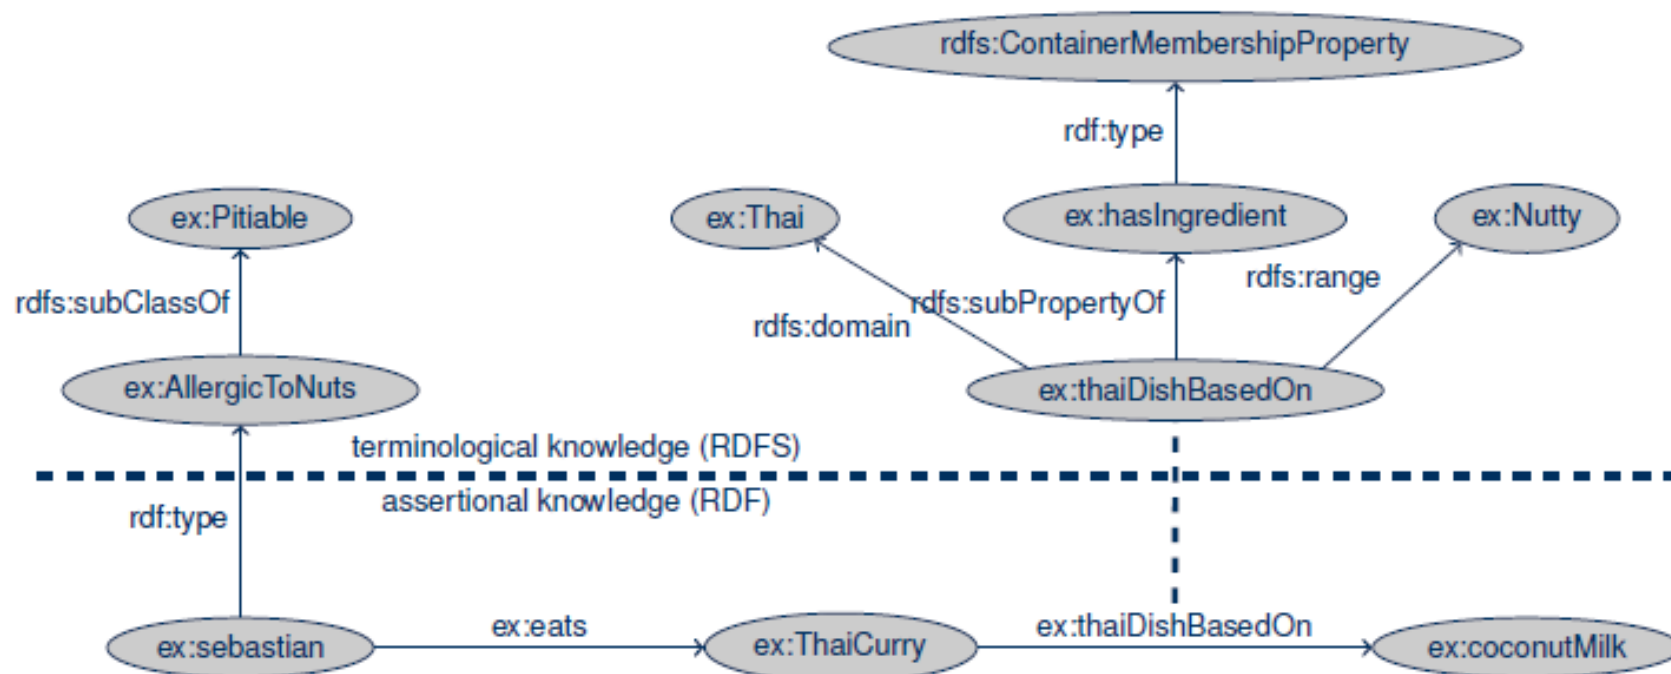 rdfs:ContainerMembershipProperty
rdf:type
ex:Pitiable
ex:Thai
ex:hasIngredient
ex:Nutty
rdfs:subClassOf
rdfs:domain
rdfs:subPropertyOf
rdfs:range
ex:AllergicToNuts
ex:thaiDishBasedOn
terminological knowledge (RDFS)
assertional knowledge (RDF)
rdf:type
ex:sebastian
ex:eats
ex:ThaiCurry
ex:thaiDishBasedOn
ex:coconutMilk